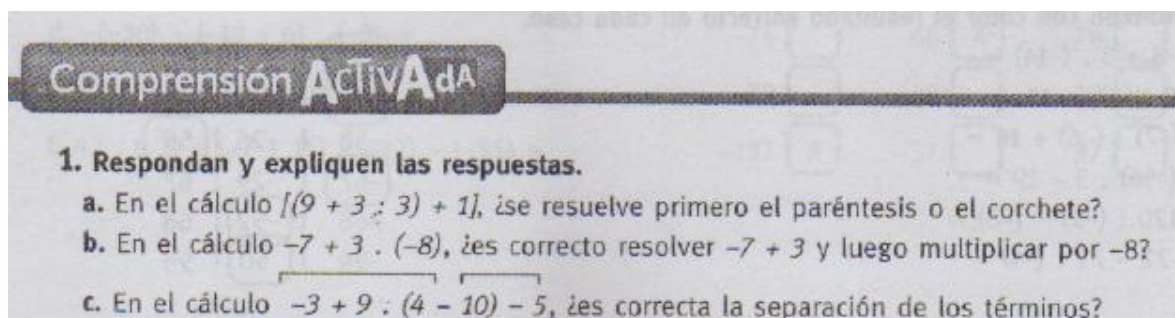 Comprensión ACTIVAdA
1. Respondan y expliquen las respuestas.
a. En el cálculo [(9 + 3 : 3) + 1], ¿se resuelve primero el paréntesis o el corchete?
b. En el cálculo –7 + 3 . (–8), ¿es correcto resolver –7 + 3 y luego multiplicar por –8?
c. En el cálculo –3 + 9 : (4 – 10) – 5, ¿es correcta la separación de los términos?